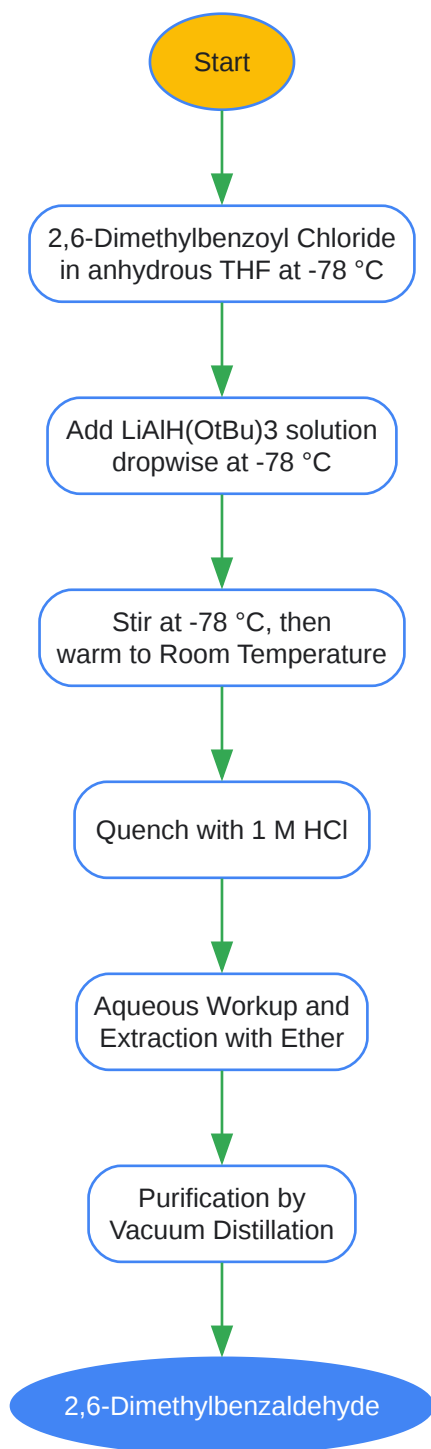 Start
2,6-Dimethylbenzoyl Chloride
in anhydrous THF at -78 °C
Add LiAlH(OtBu)3 solution
dropwise at -78 °C
Stir at -78 °C, then
warm to Room Temperature
Quench with 1 M HCl
Aqueous Workup and
Extraction with Ether
Purification by
Vacuum Distillation
2,6-Dimethylbenzaldehyde